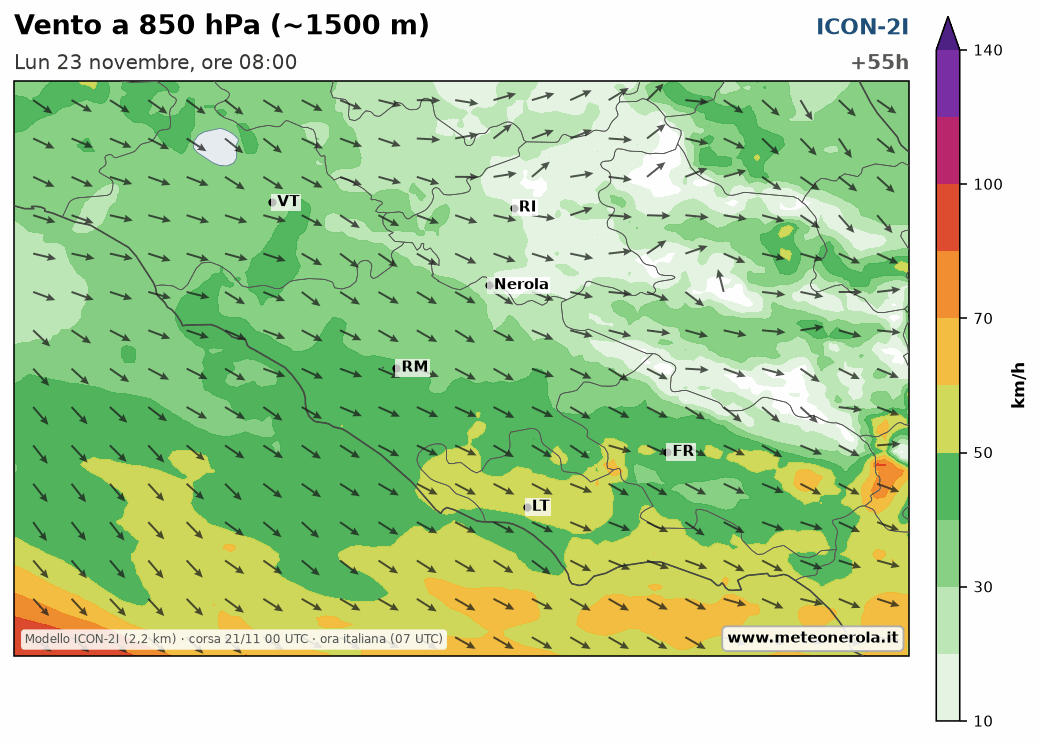 Vento a 850 hPa (~1500 m)
ICON-2I
Lun 23 novembre, ore 08:00
+55h
140
100
70
50
30
10
km/h
VT
RI
Nerola
RM
FR
LT
Modello ICON-2I (2,2 km) · corsa 21/11 00 UTC · ora italiana (07 UTC)
www.meteonerola.it